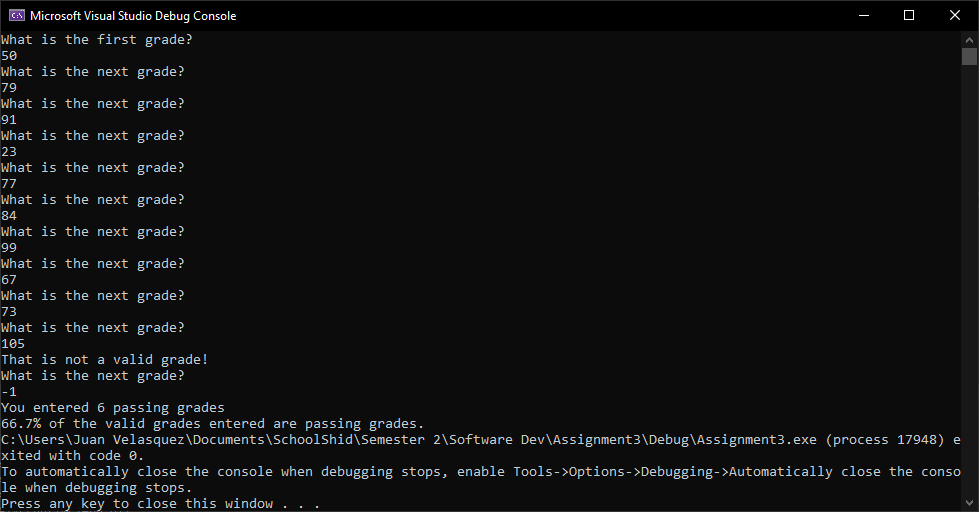 Microsoft Visual Studio Debug Console
What is the first grade?
50
What is the next grade?
79
What is the next grade?
91
What is the next grade?
23
What is the next grade?
77
What is the next grade?
84
What is the next grade?
99
What is the next grade?
67
What is the next grade?
73
What is the next grade?
105
That is not a valid grade!
What is the next grade?
-1
You entered 6 passing grades
66.7% of the valid grades entered are passing grades.
C:\Users\Juan Velasquez\Documents\SchoolShid\Semester 2\Software Dev\Assignment3\Debug\Assignment3.exe (process 17948) e
xited with code 0.
To automatically close the console when debugging stops, enable Tools->Options->Debugging->Automatically close the conso
le when debugging stops.
Press any key to close this window . . .